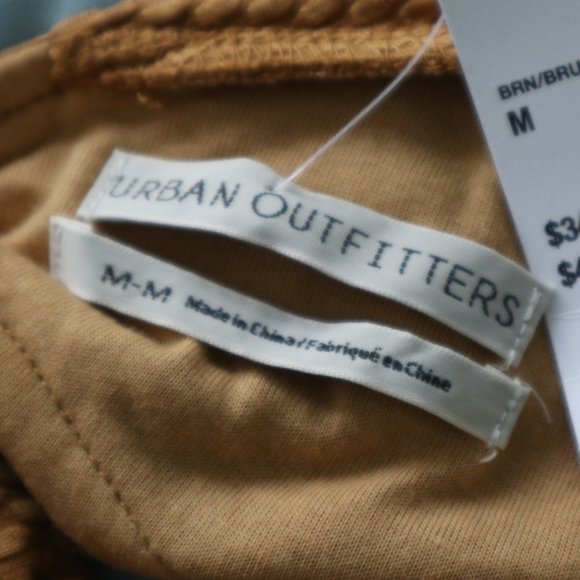 URBAN OUTFITTERS
M-M Made in China/Fabriqué en Chine
BRN/BRU
M